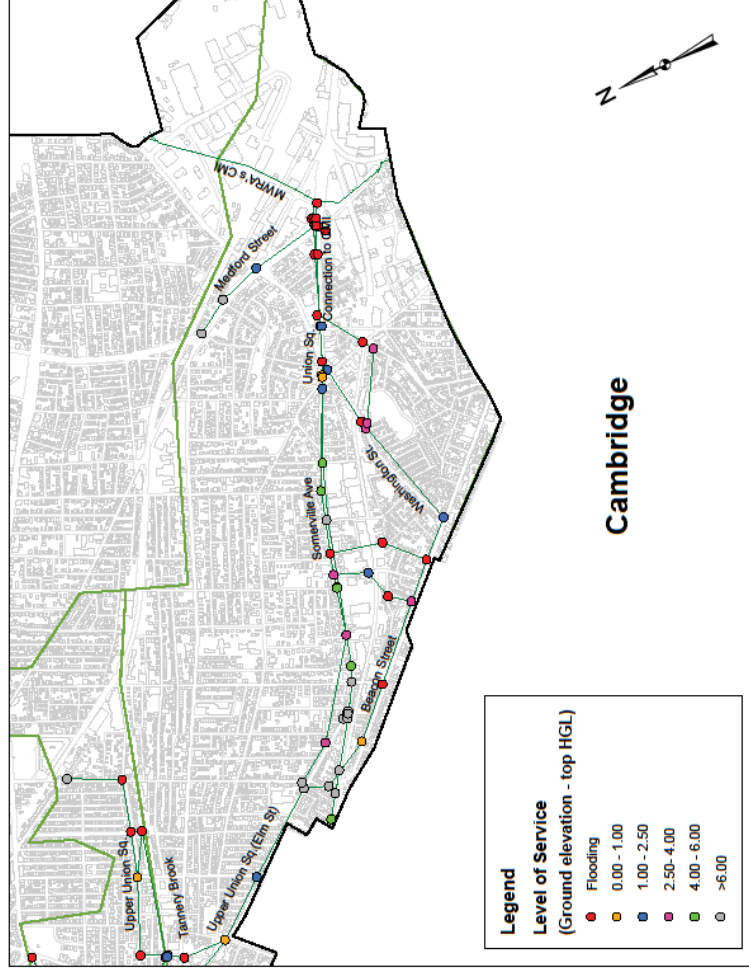 MWRA's CMI
Medford Street
Connection to CMI
Union Sq.
Washington St.
Somerville Ave
Beacon Street
Upper Union Sq.
Tannery Brook
Upper Union Sq.(Elm St)
Cambridge
N
Legend
Level of Service
(Ground elevation - top HGL)
Flooding
0.00 - 1.00
1.00 - 2.50
2.50- 4.00
4.00 - 6.00
>6.00